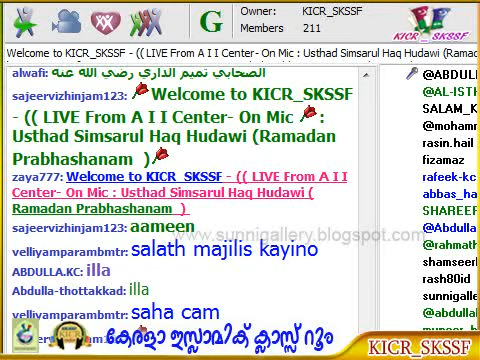 G
Owner: KICR_SKSSF
Members 211
KICR_SKSSF
Welcome to KICR_SKSSF - (( LIVE From A I I Center- On Mic : Usthad Simsarul Haq Hudawi (Ramad
alwafi: الصحابي تميم الداري رضي الله عنه
sajeervizhinjam123: Welcome to KICR_SKSSF
- (( LIVE From A I I Center- On Mic :
Usthad Simsarul Haq Hudawi (Ramadan
Prabhashanam )
zaya777: Welcome to KICR_SKSSF - (( LIVE From A I I
Center- On Mic : Usthad Simsarul Haq Hudawi (
Ramadan Prabhashanam )
sajeervizhinjam123: aameen
www.sunnigallery.blogspot.com
velliyamparambmtr: salath majilis kayino
ABDULLA.KC: illa
Abdulla-thottakkad: illa
velliyamparambmtr: saha cam
@ABDUL
@AL-ISTH
SALAM_K
@moham
rasin.hail
fizamaz
rafeek-kc
abbas_ha
SHAREEF
@Abdulla
@rahmath
shamseer
rash80id
sunnigalle
@abdulla
KICR
കേരളാ ഇസ്ലാമിക് ക്ലാസ്സ് റൂം
KICR_SKSSF